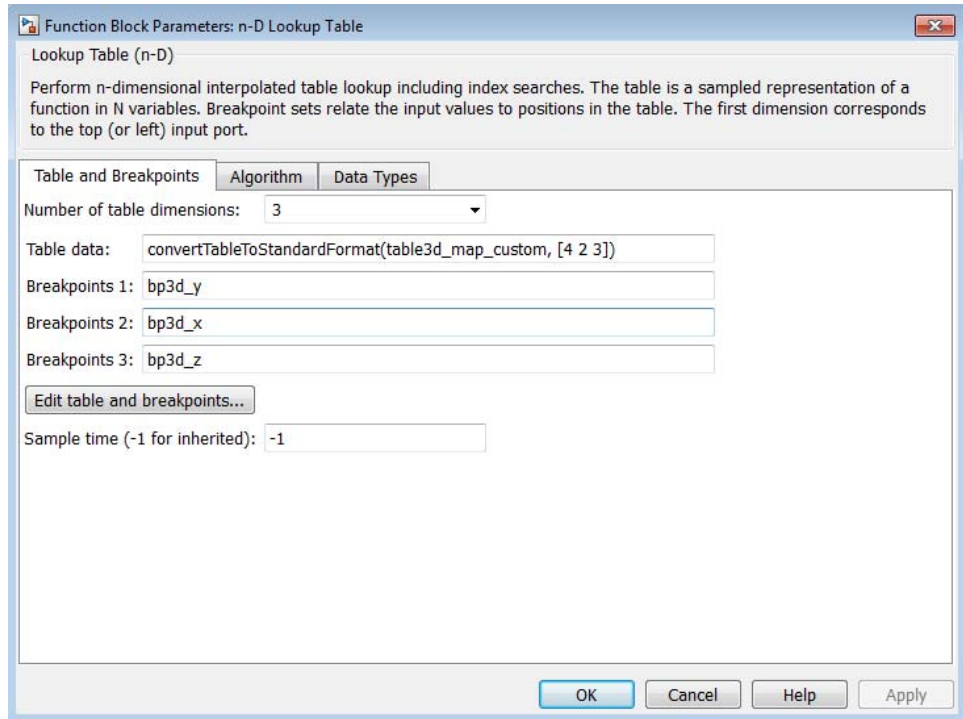 Function Block Parameters: n-D Lookup Table
Lookup Table (n-D)
Perform n-dimensional interpolated table lookup including index searches. The table is a sampled representation of a
function in N variables. Breakpoint sets relate the input values to positions in the table. The first dimension corresponds
to the top (or left) input port.
Table and Breakpoints Algorithm Data Types
Number of table dimensions: 3
Table data: convertTableToStandardFormat(table3d_map_custom, [4 2 3])
Breakpoints 1: bp3d_y
Breakpoints 2: bp3d_x
Breakpoints 3: bp3d_z
Edit table and breakpoints...
Sample time (-1 for inherited): -1
OK Cancel Help Apply